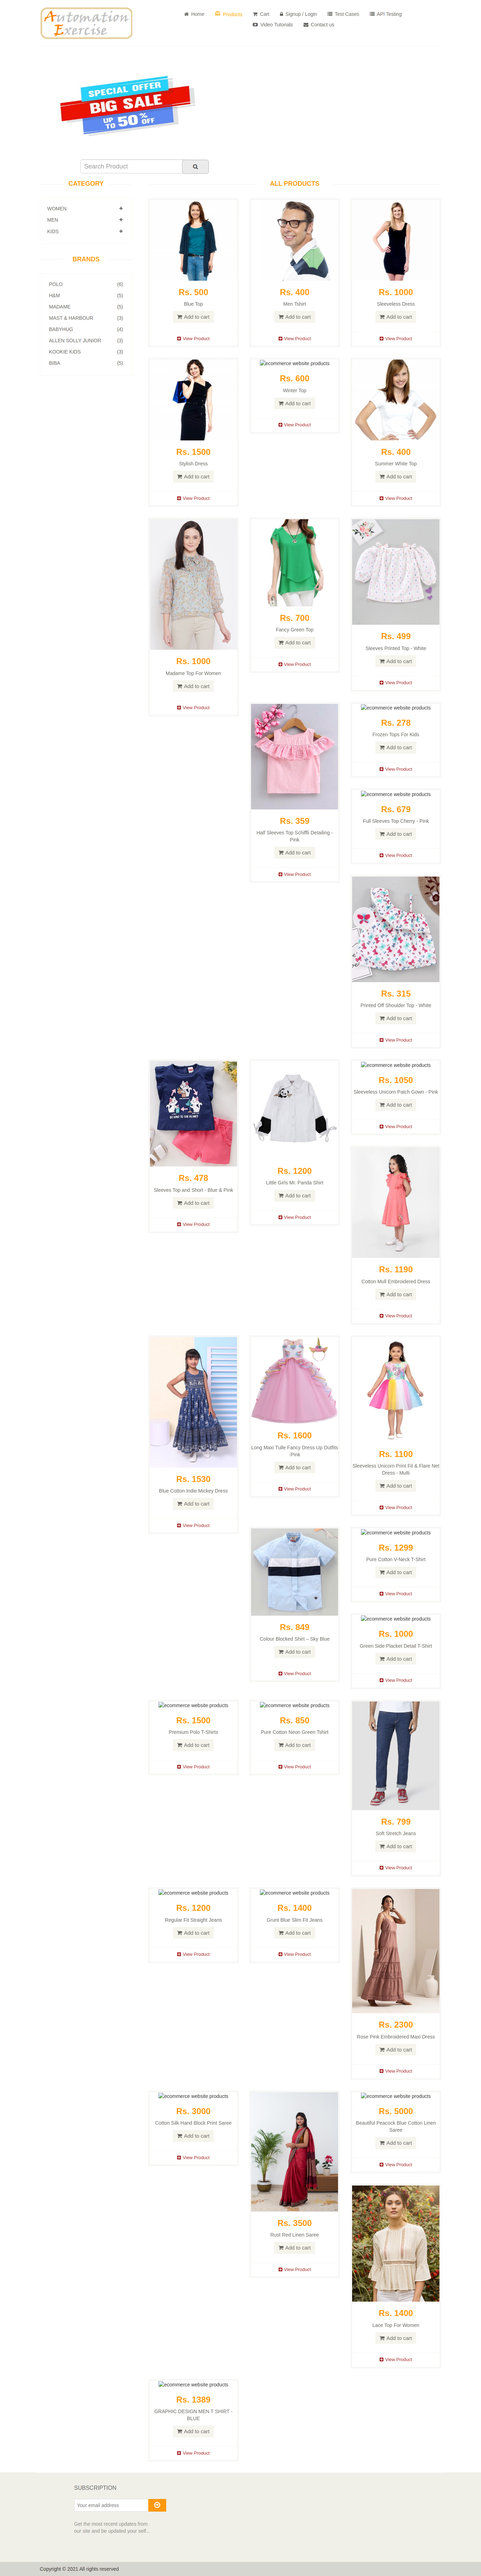 Automation
Exercise
Home
Products
Cart
Signup / Login
Test Cases
API Testing
Video Tutorials
Contact us
SPECIAL OFFER
BIG SALE
UP TO 50% OFF
Search Product
CATEGORY
WOMEN
MEN
KIDS
BRANDS
POLO (6)
H&M (5)
MADAME (5)
MAST & HARBOUR (3)
BABYHUG (4)
ALLEN SOLLY JUNIOR (3)
KOOKIE KIDS (3)
BIBA (5)
ALL PRODUCTS
Rs. 500
Blue Top
Add to cart
View Product
Rs. 400
Men Tshirt
Add to cart
View Product
Rs. 1000
Sleeveless Dress
Add to cart
View Product
Rs. 1500
Stylish Dress
Add to cart
View Product
ecommerce website products
Rs. 600
Winter Top
Add to cart
View Product
Rs. 400
Summer White Top
Add to cart
View Product
Rs. 1000
Madame Top For Women
Add to cart
View Product
Rs. 700
Fancy Green Top
Add to cart
View Product
Rs. 499
Sleeves Printed Top - White
Add to cart
View Product
Rs. 359
Half Sleeves Top Schiffli Detailing -
Pink
Add to cart
View Product
ecommerce website products
Rs. 278
Frozen Tops For Kids
Add to cart
View Product
ecommerce website products
Rs. 679
Full Sleeves Top Cherry - Pink
Add to cart
View Product
Rs. 315
Printed Off Shoulder Top - White
Add to cart
View Product
Rs. 478
Sleeves Top and Short - Blue & Pink
Add to cart
View Product
Rs. 1200
Little Girls Mr. Panda Shirt
Add to cart
View Product
ecommerce website products
Rs. 1050
Sleeveless Unicorn Patch Gown - Pink
Add to cart
View Product
Rs. 1190
Cotton Mull Embroidered Dress
Add to cart
View Product
Rs. 1530
Blue Cotton Indie Mickey Dress
Add to cart
View Product
Rs. 1600
Long Maxi Tulle Fancy Dress Up Outfits
-Pink
Add to cart
View Product
Rs. 1100
Sleeveless Unicorn Print Fit & Flare Net
Dress - Multi
Add to cart
View Product
Rs. 849
Colour Blocked Shirt – Sky Blue
Add to cart
View Product
ecommerce website products
Rs. 1299
Pure Cotton V-Neck T-Shirt
Add to cart
View Product
ecommerce website products
Rs. 1000
Green Side Placket Detail T-Shirt
Add to cart
View Product
ecommerce website products
Rs. 1500
Premium Polo T-Shirts
Add to cart
View Product
ecommerce website products
Rs. 850
Pure Cotton Neon Green Tshirt
Add to cart
View Product
Rs. 799
Soft Stretch Jeans
Add to cart
View Product
ecommerce website products
Rs. 1200
Regular Fit Straight Jeans
Add to cart
View Product
ecommerce website products
Rs. 1400
Grunt Blue Slim Fit Jeans
Add to cart
View Product
Rs. 2300
Rose Pink Embroidered Maxi Dress
Add to cart
View Product
ecommerce website products
Rs. 3000
Cotton Silk Hand Block Print Saree
Add to cart
View Product
Rs. 3500
Rust Red Linen Saree
Add to cart
View Product
ecommerce website products
Rs. 5000
Beautiful Peacock Blue Cotton Linen
Saree
Add to cart
View Product
Rs. 1400
Lace Top For Women
Add to cart
View Product
ecommerce website products
Rs. 1389
GRAPHIC DESIGN MEN T SHIRT -
BLUE
Add to cart
View Product
SUBSCRIPTION
Your email address
Get the most recent updates from
our site and be updated your self...
Copyright © 2021 All rights reserved